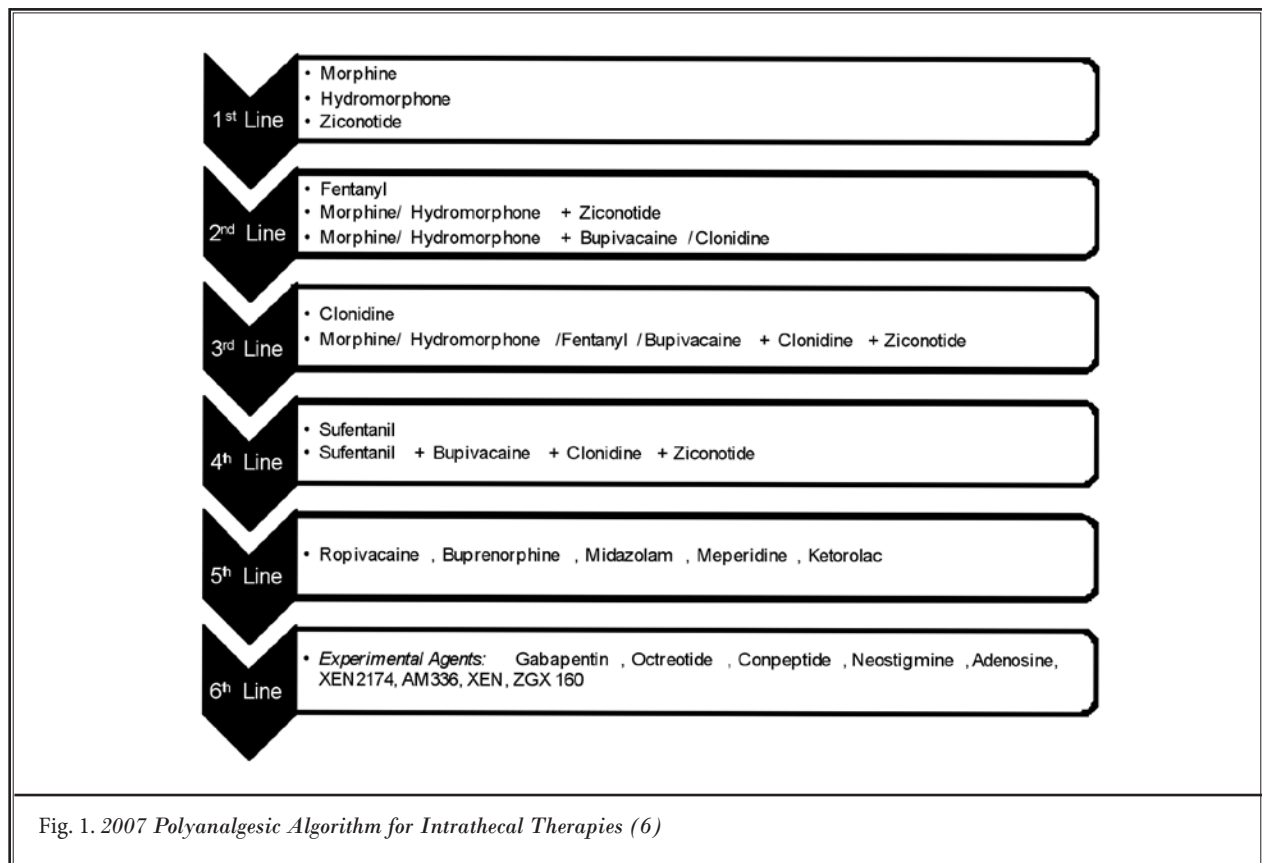 1st Line
• Morphine
• Hydromorphone
• Ziconotide
2nd Line
• Fentanyl
• Morphine/ Hydromorphone + Ziconotide
• Morphine/ Hydromorphone + Bupivacaine /Clonidine
3rd Line
• Clonidine
• Morphine/ Hydromorphone /Fentanyl /Bupivacaine + Clonidine + Ziconotide
4th Line
• Sufentanil
• Sufentanil + Bupivacaine + Clonidine + Ziconotide
5th Line
• Ropivacaine , Buprenorphine , Midazolam , Meperidine , Ketorolac
6th Line
• Experimental Agents: Gabapentin , Octreotide , Conpeptide , Neostigmine , Adenosine,
XEN2174, AM336, XEN, ZGX 160
Fig. 1. 2007 Polyanalgesic Algorithm for Intrathecal Therapies (6)